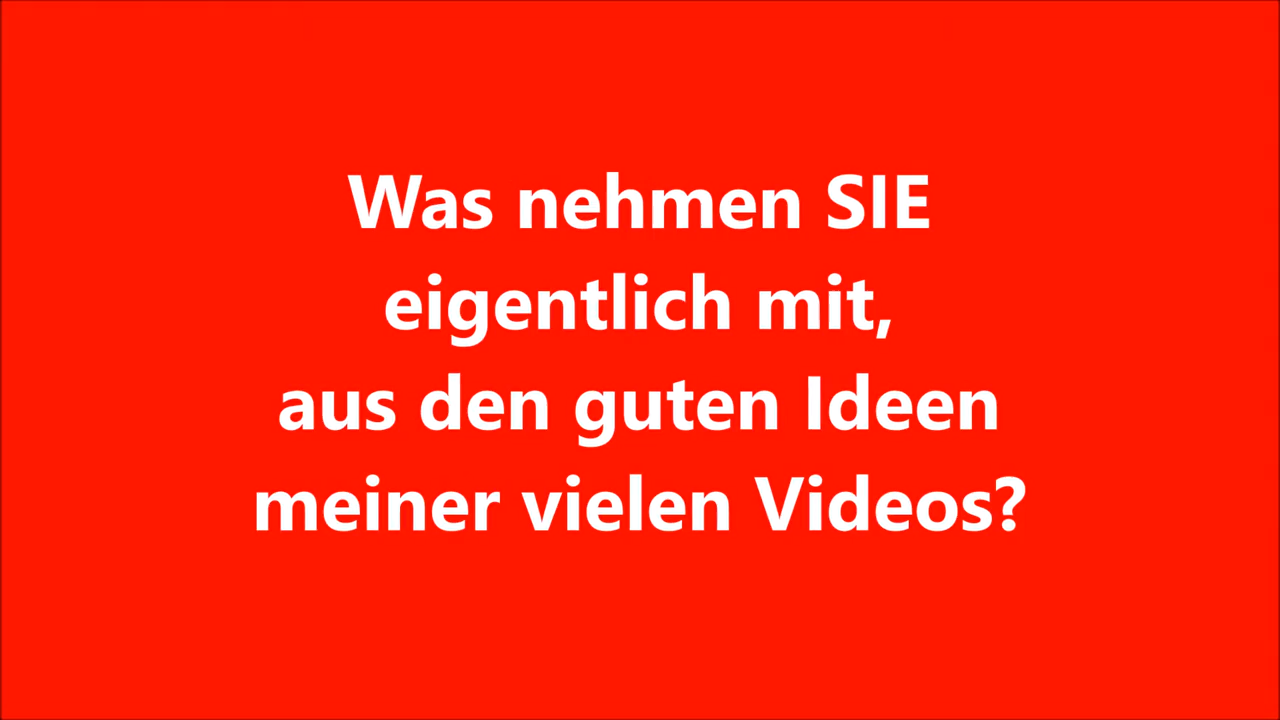 Was nehmen SIE
eigentlich mit,
aus den guten Ideen
meiner vielen Videos?